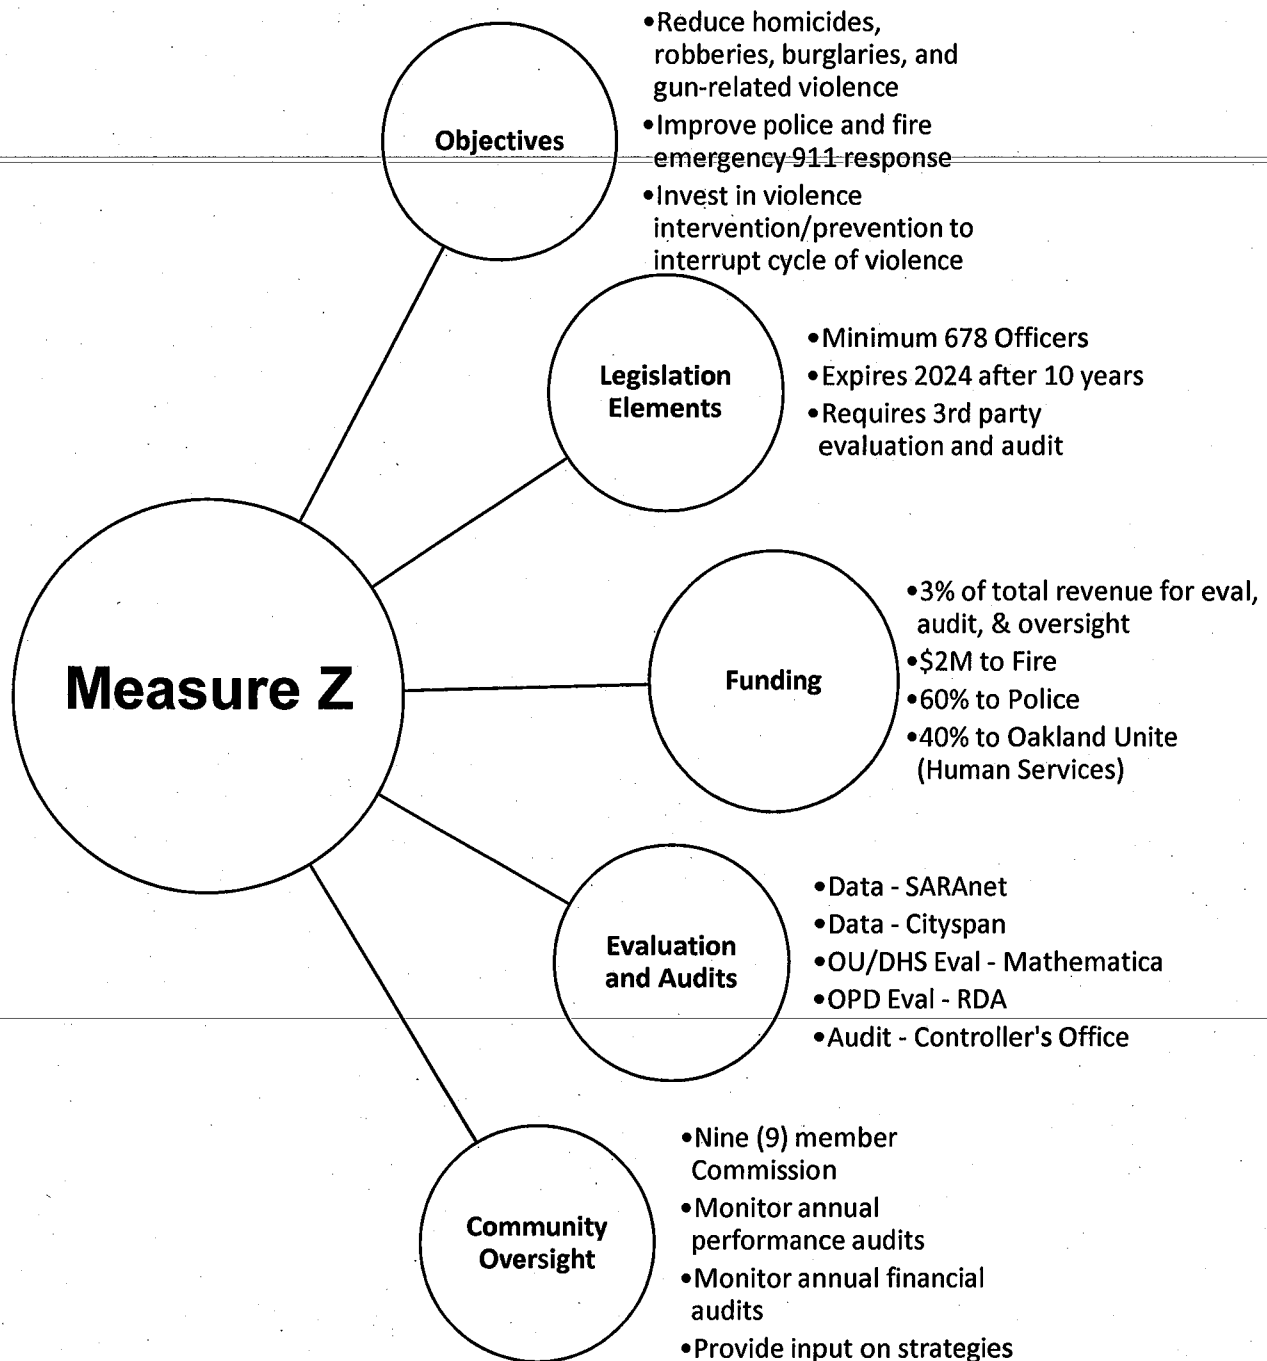 Measure Z
Objectives
•Reduce homicides,
robberies, burglaries, and
gun-related violence
•Improve police and fire
emergency 911 response
•Invest in violence
intervention/prevention to
interrupt cycle of violence
Legislation
Elements
•Minimum 678 Officers
•Expires 2024 after 10 years
•Requires 3rd party
evaluation and audit
Funding
•3% of total revenue for eval,
audit, & oversight
•$2M to Fire
•60% to Police
•40% to Oakland Unite
(Human Services)
Evaluation
and Audits
•Data - SARAnet
•Data - Cityspan
•OU/DHS Eval - Mathematica
•OPD Eval - RDA
•Audit - Controller's Office
Community
Oversight
•Nine (9) member
Commission
•Monitor annual
performance audits
•Monitor annual financial
audits
•Provide input on strategies